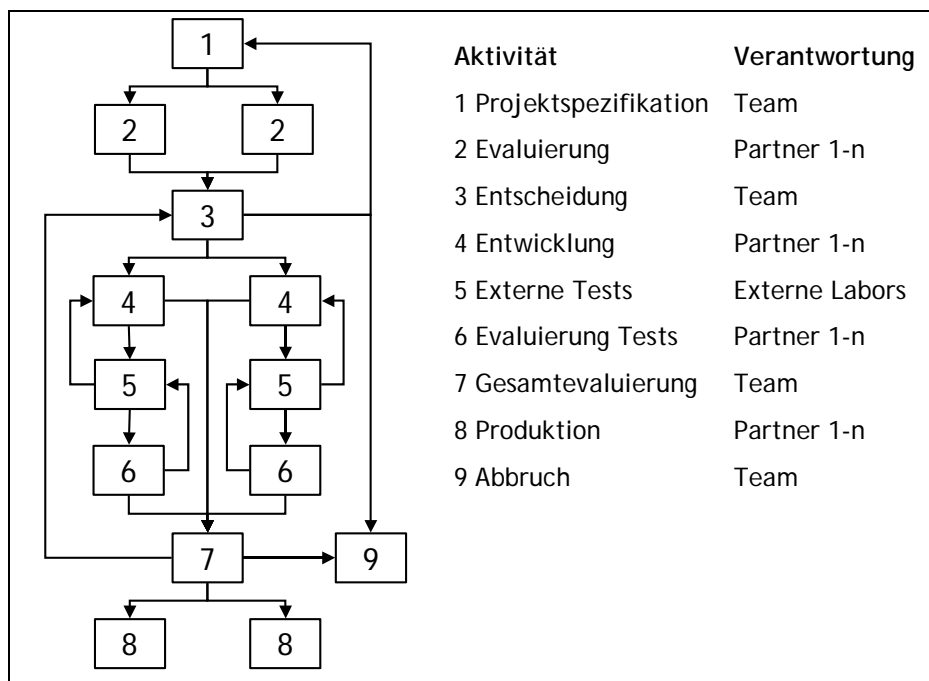 1
2 2
3
4 4
5 5
6 6
7 9
8 8
Aktivität Verantwortung
1 Projektspezifikation Team
2 Evaluierung Partner 1-n
3 Entscheidung Team
4 Entwicklung Partner 1-n
5 Externe Tests Externe Labors
6 Evaluierung Tests Partner 1-n
7 Gesamtevaluierung Team
8 Produktion Partner 1-n
9 Abbruch Team